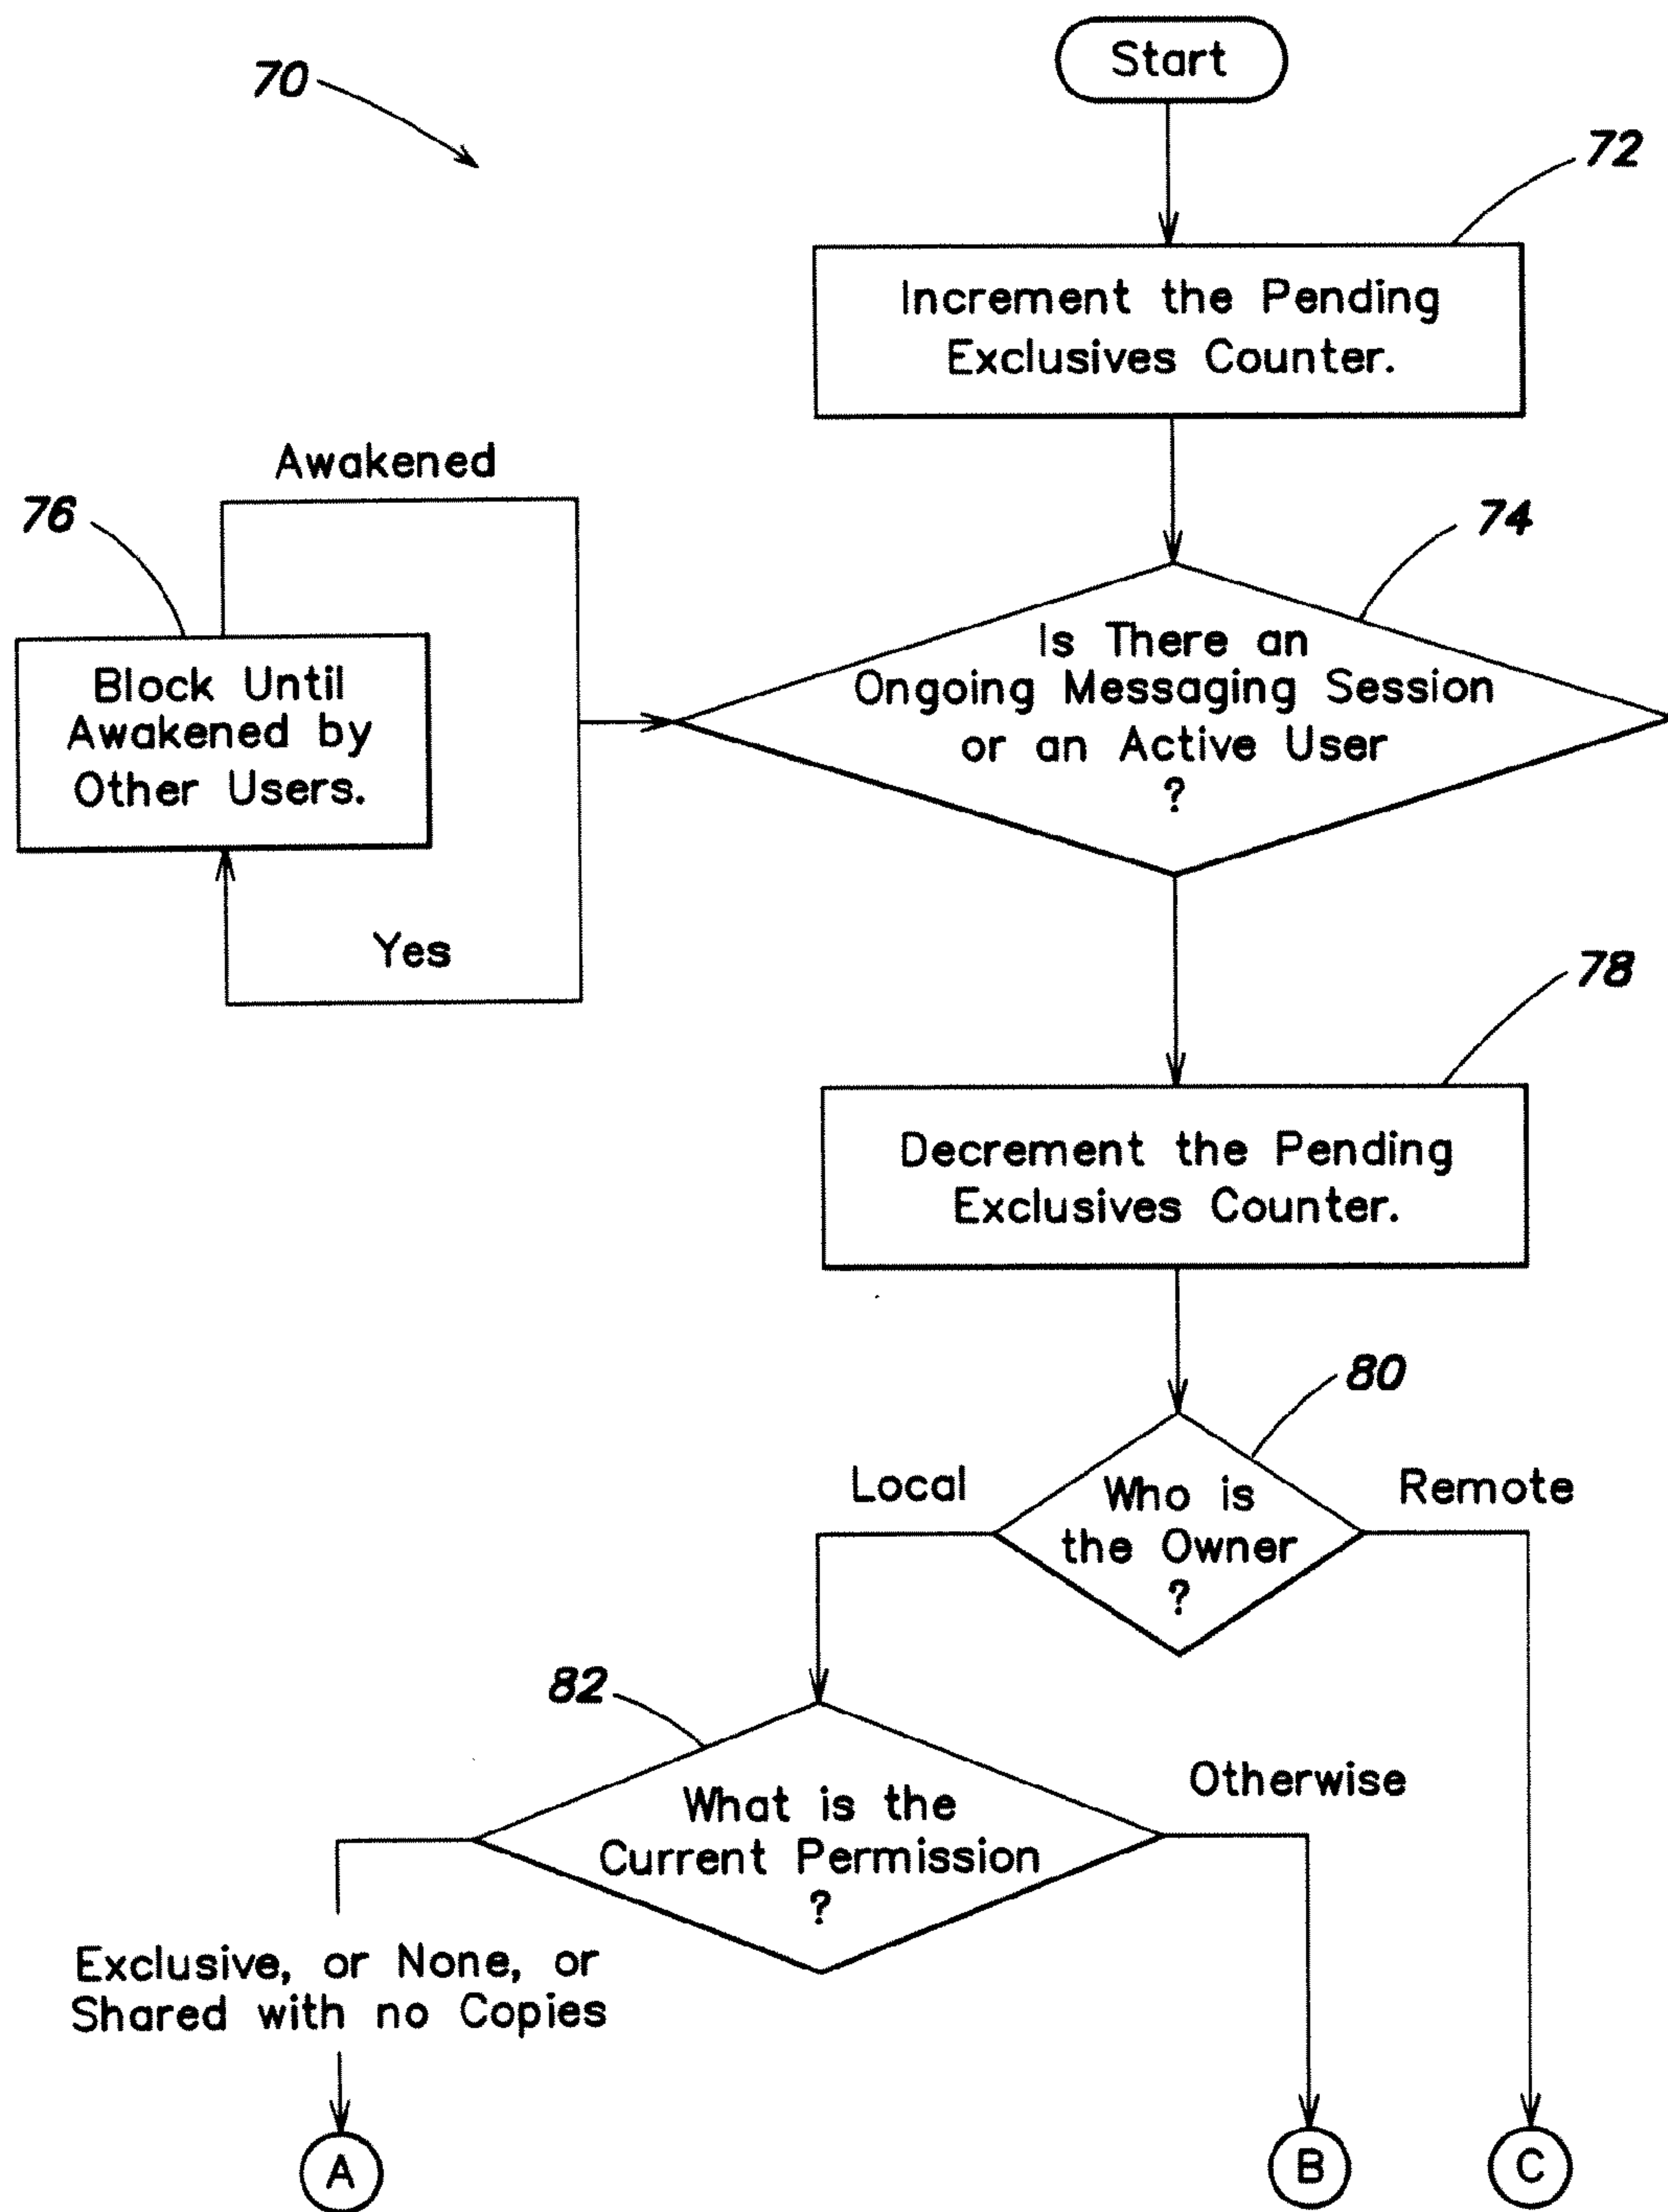 70
Start
72
Increment the Pending
Exclusives Counter.
Awakened
76
74
Block Until
Awakened by
Other Users.
Is There an
Ongoing Messaging Session
or an Active User
?
Yes
78
Decrement the Pending
Exclusives Counter.
80
Local
Who is
the Owner
?
Remote
82
What is the
Current Permission
?
Otherwise
Exclusive, or None, or
Shared with no Copies
A
B
C